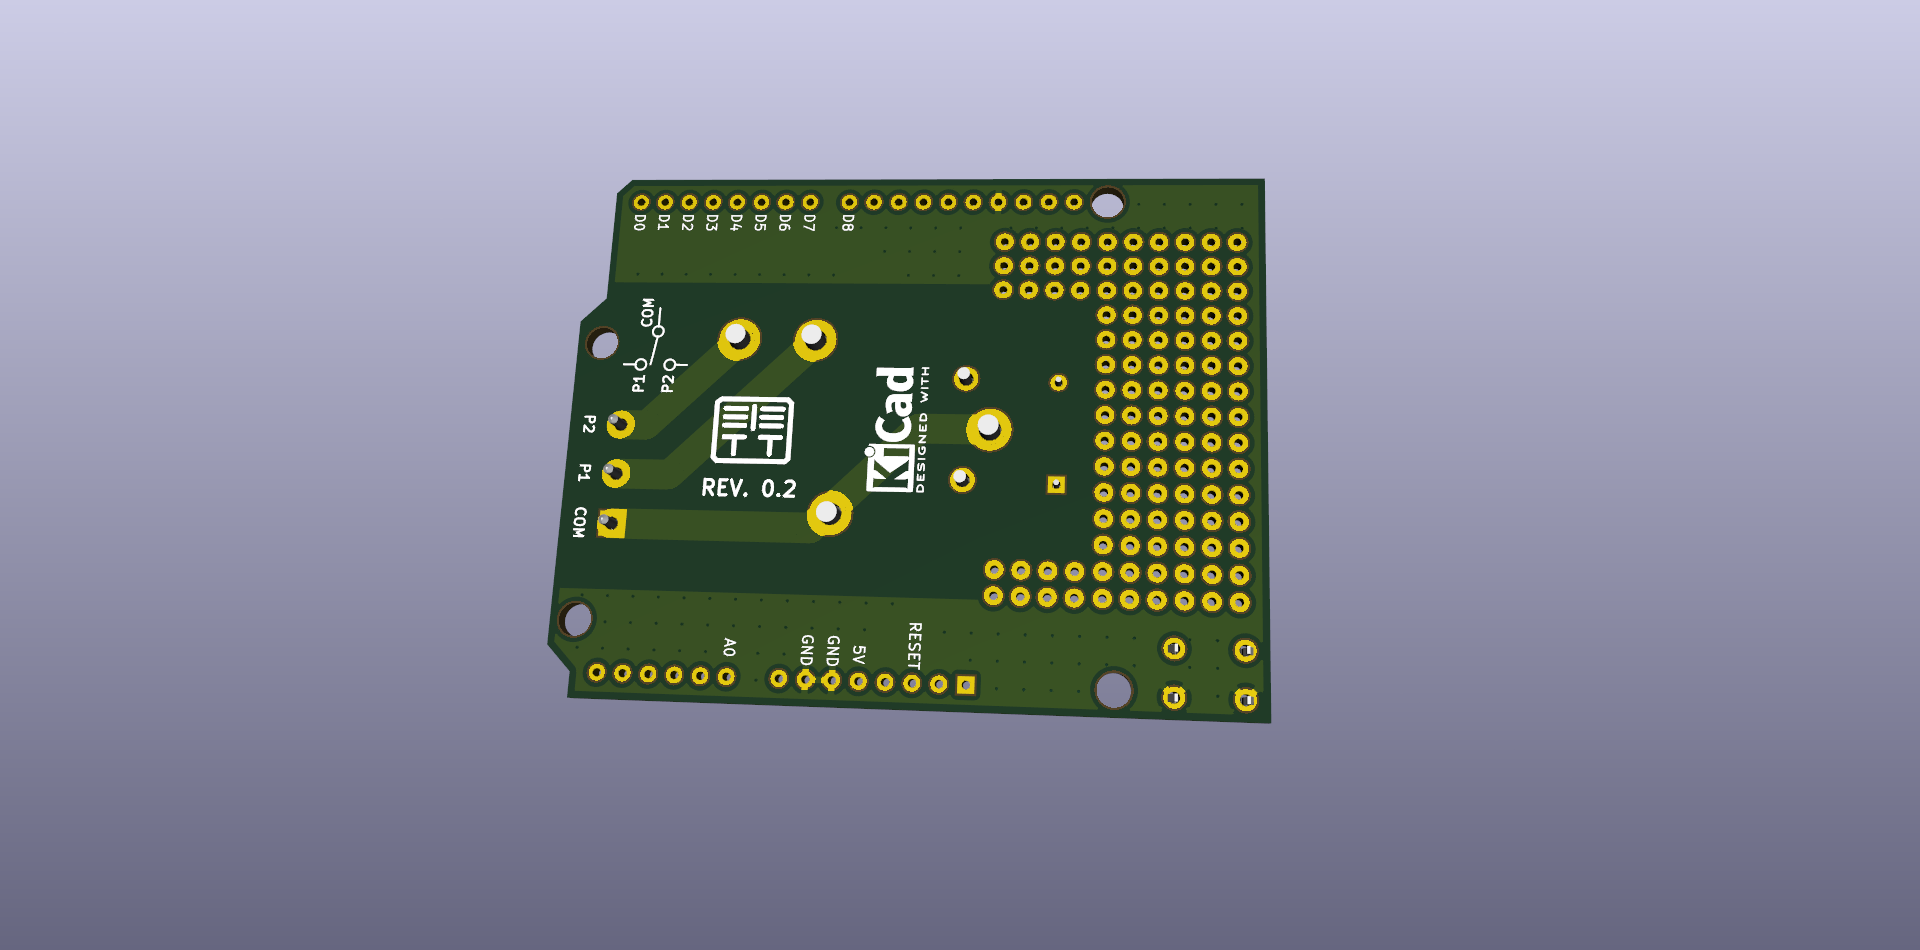 D0
D1
D2
D3
D4
D5
D6
D7
D8
COM
P1
P2
P2
P1
COM
REV. 0.2
KiCad
DESIGNED WITH
A0
GND
GND
5V
RESET